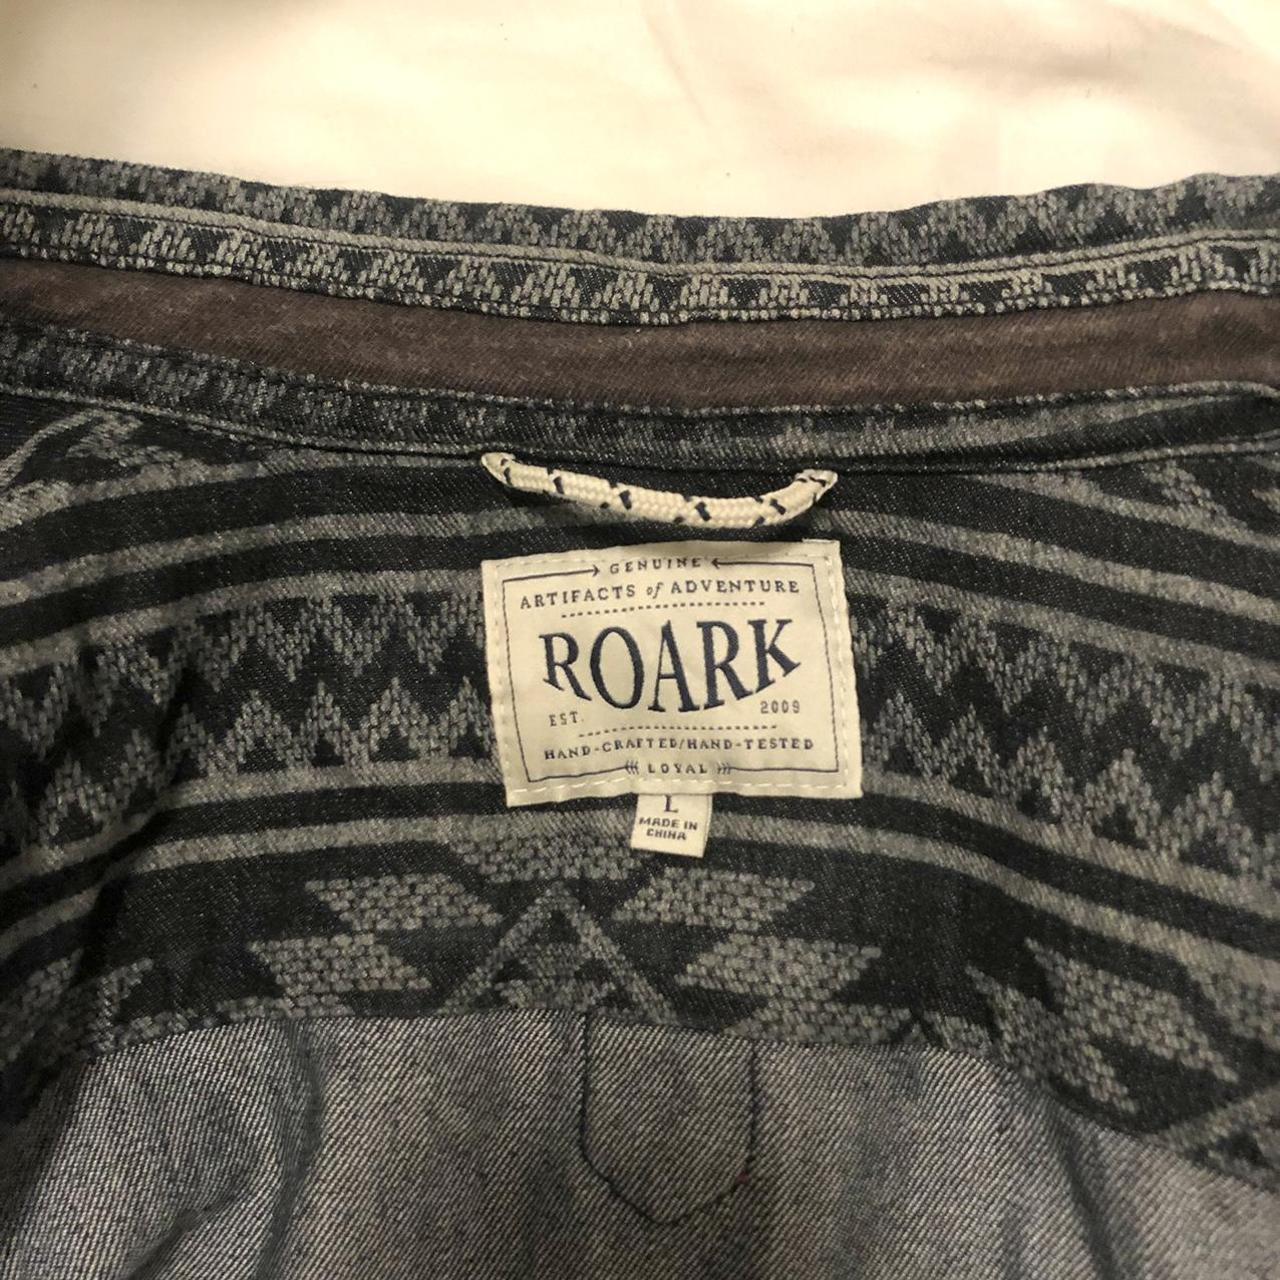 GENUINE
ARTIFACTS of ADVENTURE
ROARK
EST. 2009
HAND-CRAFTED/HAND-TESTED
LOYAL
L
MADE IN
CHINA